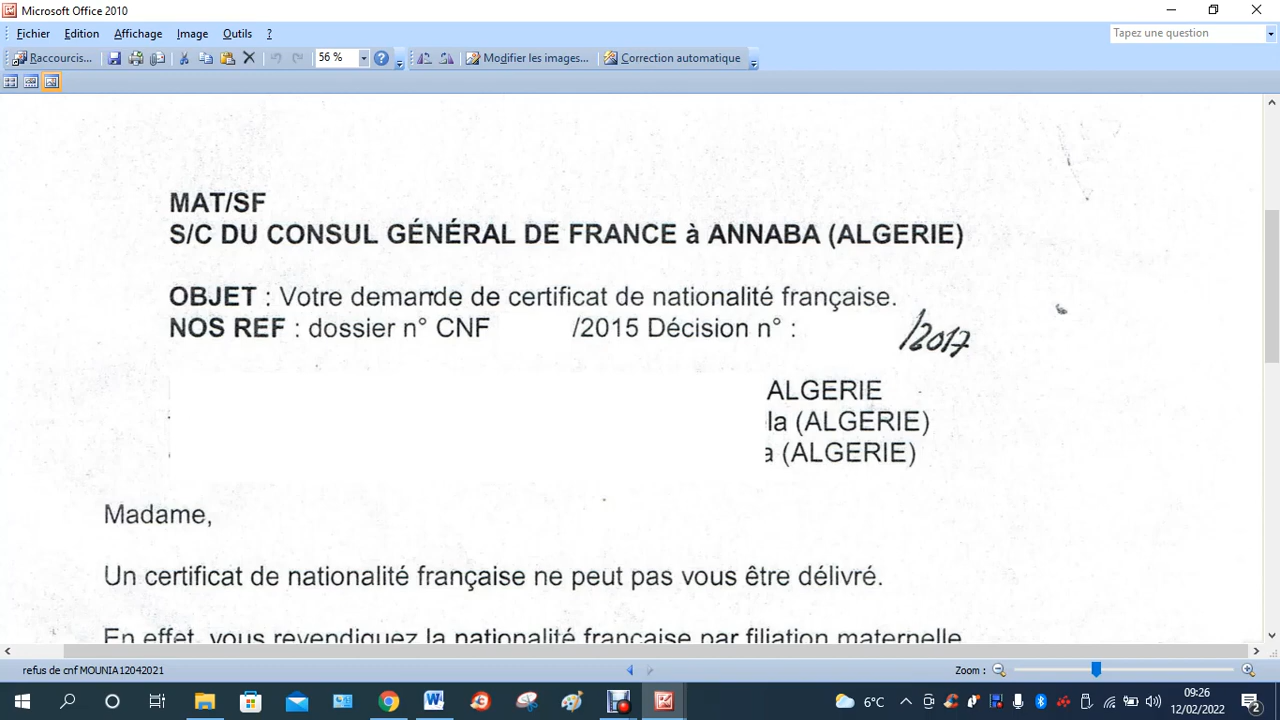 Microsoft Office 2010
Fichier Edition Affichage Image Outils ?
Tapez une question
Raccourcis... 56 % Modifier les images... Correction automatique
MAT/SF
S/C DU CONSUL GÉNÉRAL DE FRANCE à ANNABA (ALGERIE)
OBJET : Votre demande de certificat de nationalité française.
NOS REF : dossier n° CNF /2015 Décision n° : /2017
ALGERIE
la (ALGERIE)
a (ALGERIE)
Madame,
Un certificat de nationalité française ne peut pas vous être délivré.
En effet, vous revendiquez la nationalité française par filiation maternelle
refus de cnf MOUNIA12042021
Zoom :
6°C
09:26
12/02/2022
2